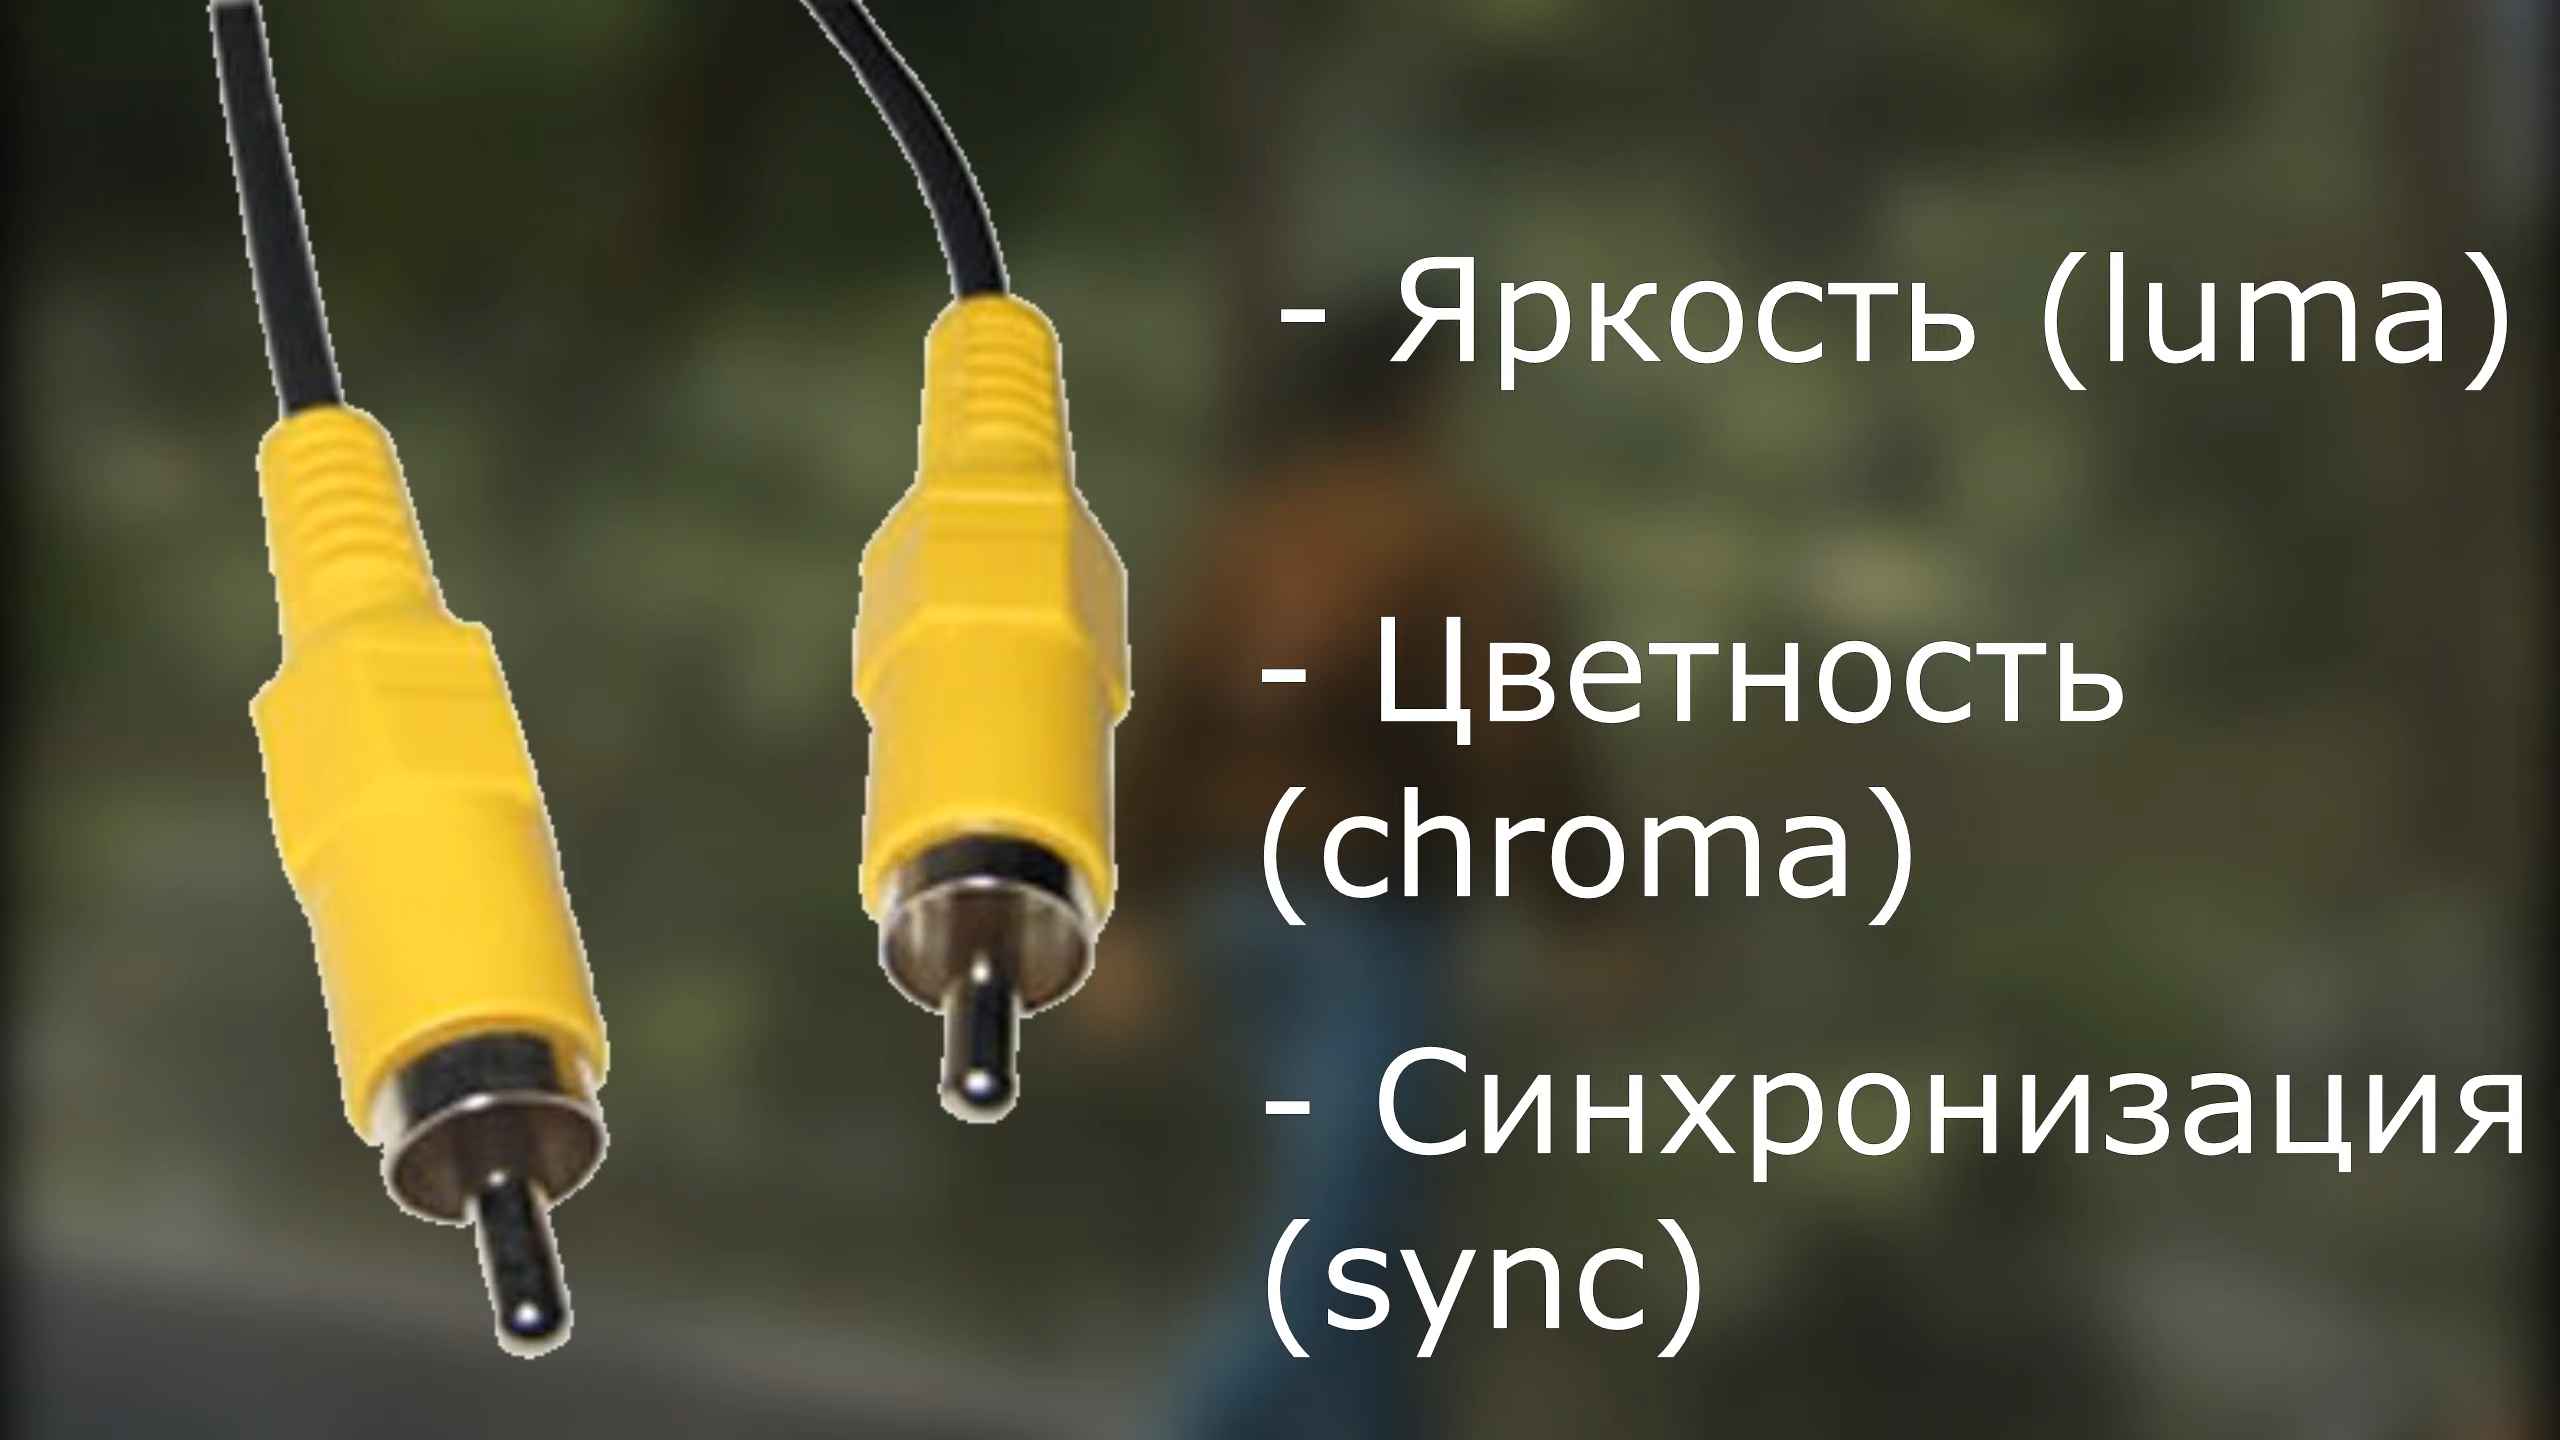 - Яркость (luma)
- Цветность
(chroma)
- Синхронизация
(sync)